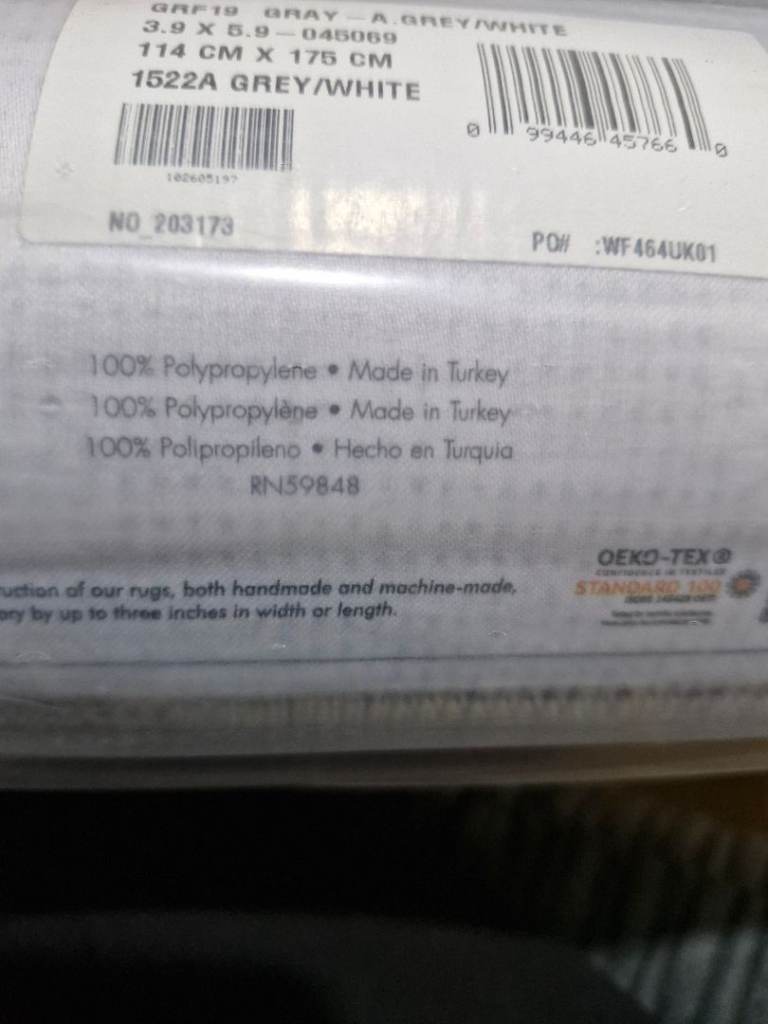 GRF19 GRAY - A.GREY/WHITE
3.9 X 5.9 - 045069
114 CM X 175 CM
1522A GREY/WHITE
0 99446 45766 0
102605197
NO_203173
PO# :WF464UK01
100% Polypropylene • Made in Turkey
100% Polypropylène • Made in Turkey
100% Polipropileno • Hecho en Turquia
RN59848
OEKO-TEX®
CONFIDENCE IN TEXTILES
STANDARD 100
uction of our rugs, both handmade and machine-made,
ary by up to three inches in width or length.